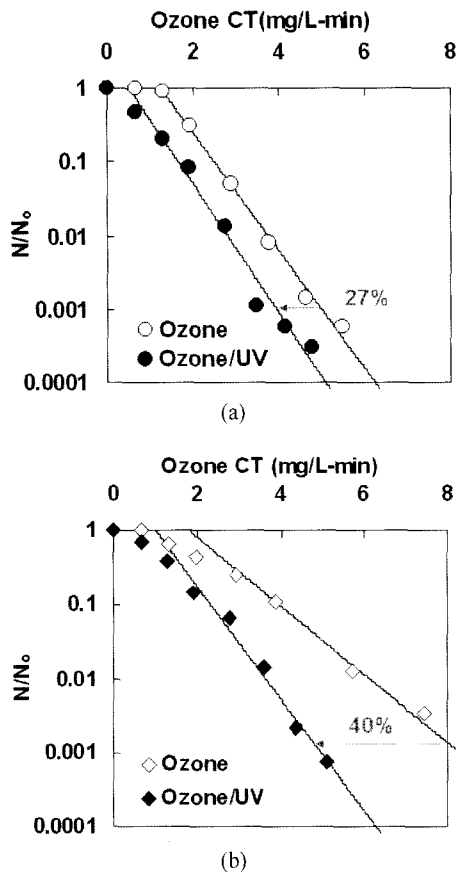 Ozone CT(mg/L-min)
0 2 4 6 8
1
0.1
0.01
0.001
0.0001
N/Nₒ
27%
Ozone
Ozone/UV
(a)
Ozone CT (mg/L-min)
0 2 4 6 8
1
0.1
0.01
0.001
0.0001
N/Nₒ
40%
Ozone
Ozone/UV
(b)